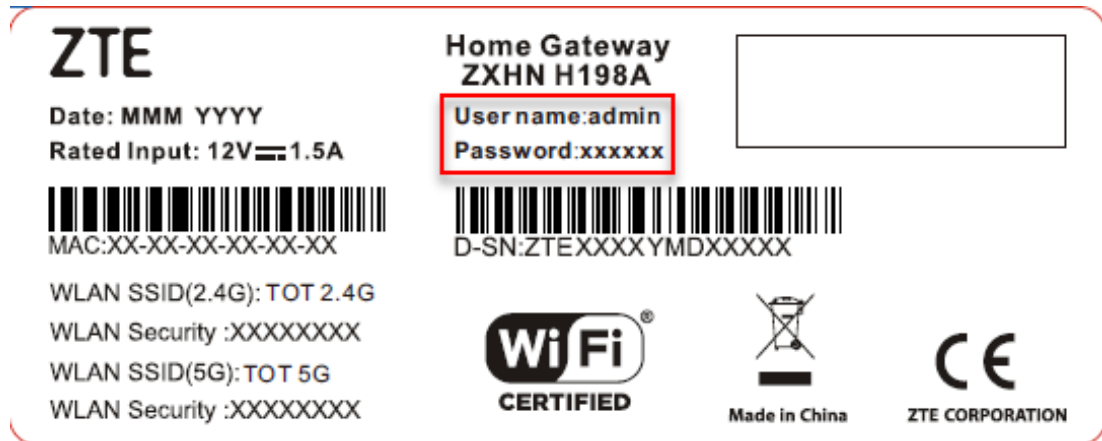 ZTE
Home Gateway
ZXHN H198A
Date: MMM YYYY
User name:admin
Rated Input: 12V 1.5A
Password:xxxxxx
MAC:XX-XX-XX-XX-XX-XX
D-SN:ZTEXXXXYMDXXXXX
WLAN SSID(2.4G): TOT 2.4G
WLAN Security :XXXXXXXX
WLAN SSID(5G): TOT 5G
WLAN Security :XXXXXXXX
Wi Fi ®
CERTIFIED
Made in China
CE
ZTE CORPORATION